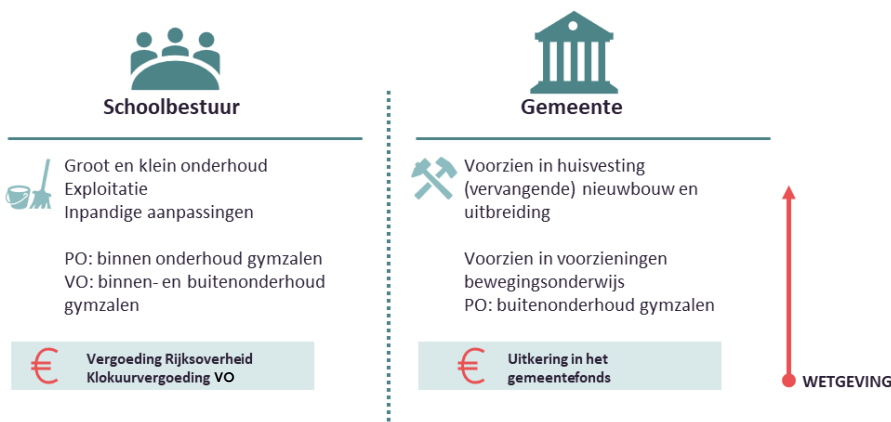 Schoolbestuur
Groot en klein onderhoud
Exploitatie
Inpandige aanpassingen
PO: binnen onderhoud gymzalen
VO: binnen- en buitenonderhoud
gymzalen
€
Vergoeding Rijksoverheid
Klokuurvergoeding VO
Gemeente
Voorzien in huisvesting
(vervangende) nieuwbouw en
uitbreiding
Voorzien in voorzieningen
bewegingsonderwijs
PO: buitenonderhoud gymzalen
€
Uitkering in het
gemeentefonds
WETGEVING